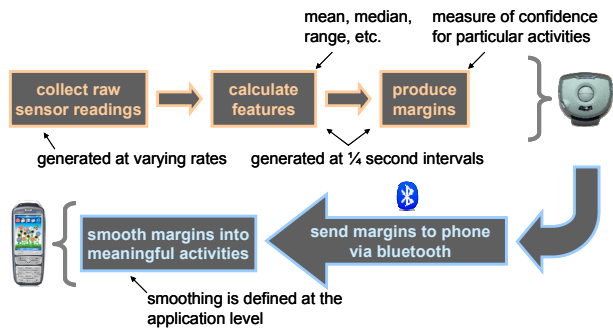 mean, median,
range, etc.
measure of confidence
for particular activities
collect raw
sensor readings
calculate
features
produce
margins
generated at varying rates
generated at ¼ second intervals
smooth margins into
meaningful activities
send margins to phone
via bluetooth
smoothing is defined at the
application level